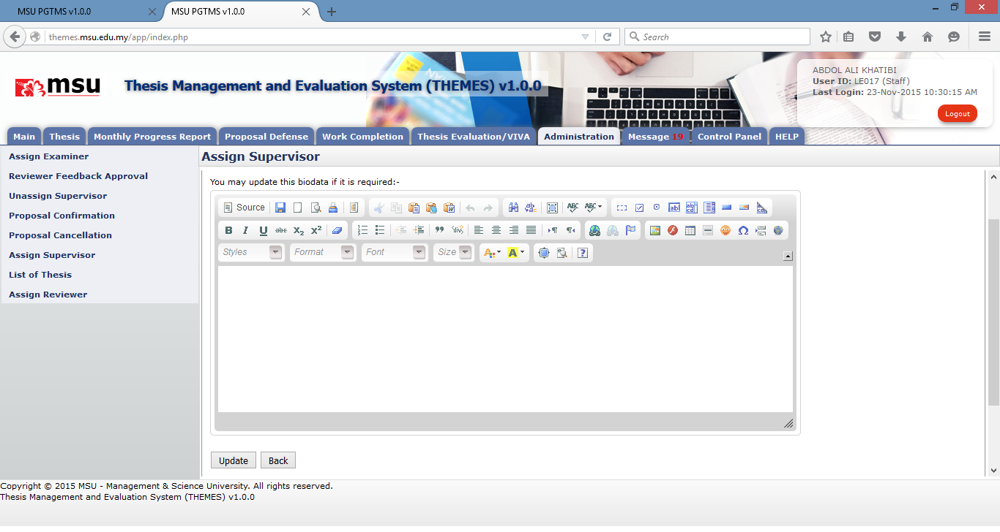 MSU PGTMS v1.0.0
MSU PGTMS v1.0.0
themes.msu.edu.my/app/index.php
Search
msu
Thesis Management and Evaluation System (THEMES) v1.0.0
ABDOL ALI KHATIBI
User ID: LE017 (Staff)
Last Login: 23-Nov-2015 10:30:15 AM
Logout
Main Thesis Monthly Progress Report Proposal Defense Work Completion Thesis Evaluation/VIVA Administration Message 19 Control Panel HELP
Assign Examiner
Reviewer Feedback Approval
Unassign Supervisor
Proposal Confirmation
Proposal Cancellation
Assign Supervisor
List of Thesis
Assign Reviewer
Assign Supervisor
You may update this biodata if it is required:-
Source
B I U abc X2 X2
Styles Format Font Size A A
Update Back
Copyright © 2015 MSU - Management & Science University. All rights reserved.
Thesis Management and Evaluation System (THEMES) v1.0.0